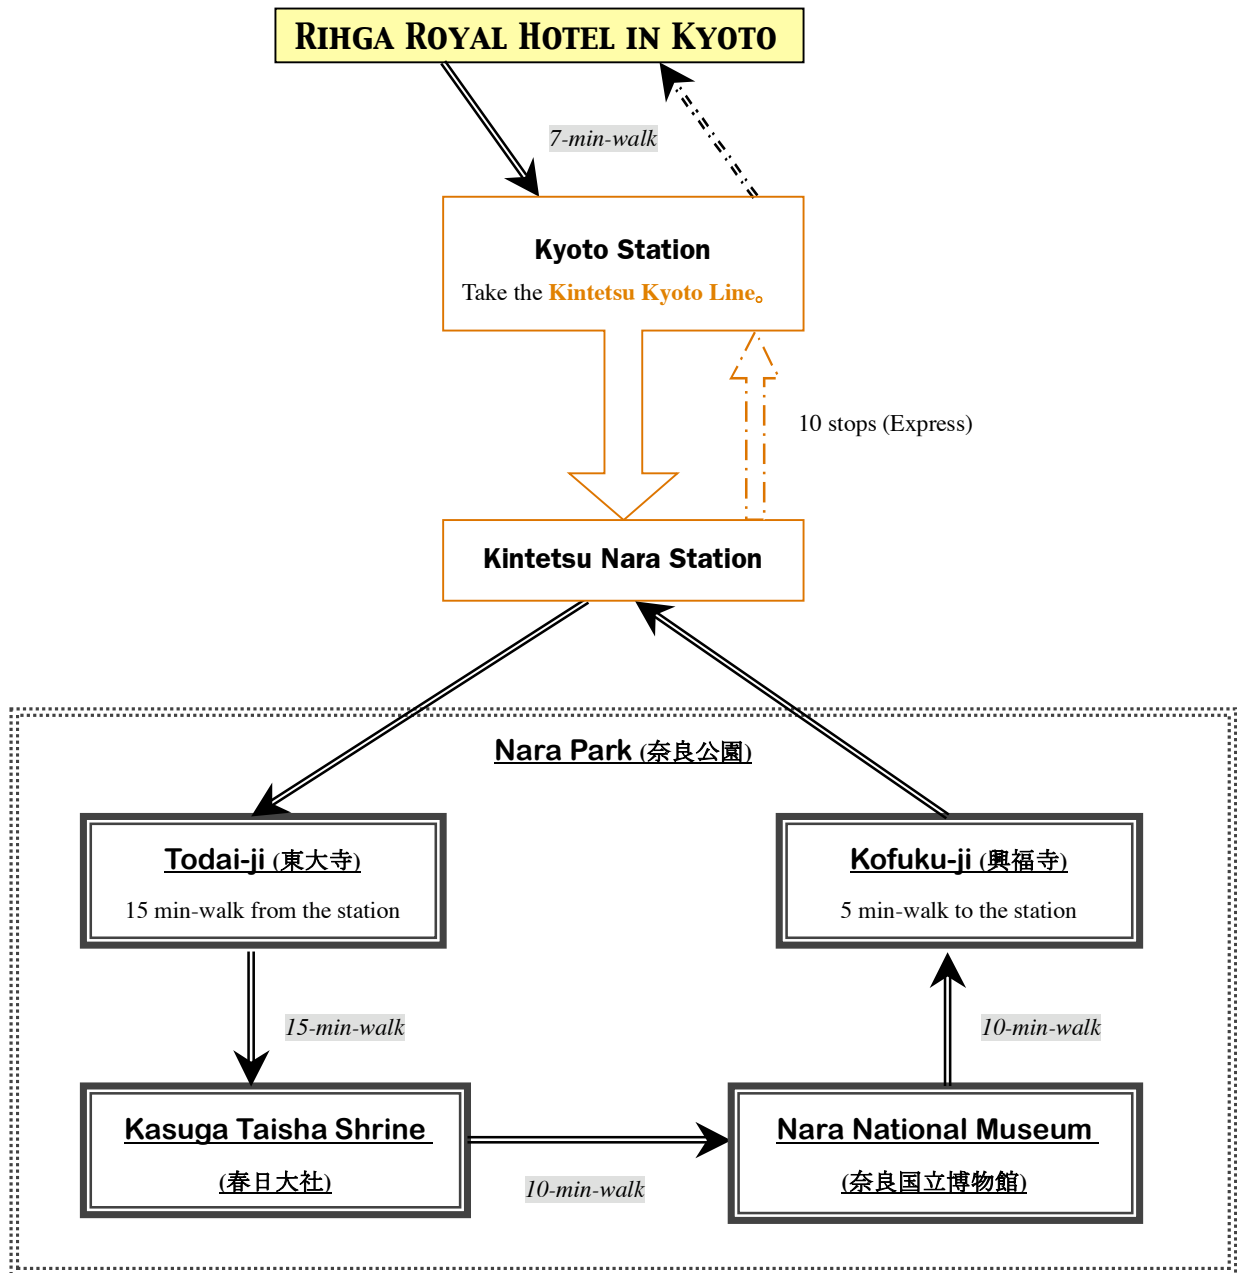 RIHGA ROYAL HOTEL IN KYOTO
7-min-walk
Kyoto Station
Take the Kintetsu Kyoto Line。
10 stops (Express)
Kintetsu Nara Station
Nara Park (奈良公園)
Todai-ji (東大寺)
15 min-walk from the station
Kofuku-ji (興福寺)
5 min-walk to the station
15-min-walk
10-min-walk
Kasuga Taisha Shrine
(春日大社)
10-min-walk
Nara National Museum
(奈良国立博物館)